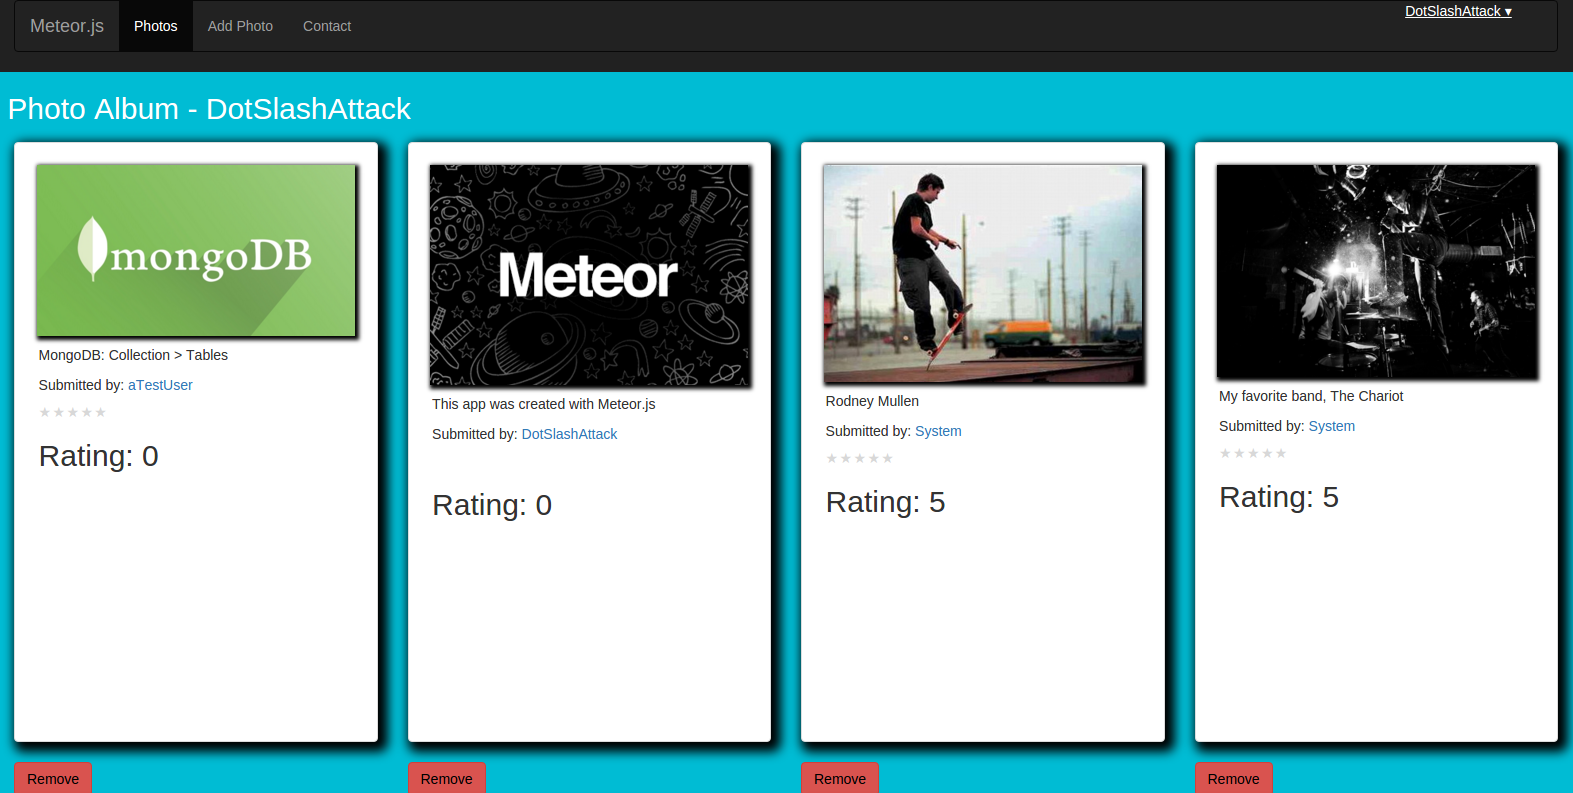 Meteor.js Photos Add Photo Contact DotSlashAttack ▾
Photo Album - DotSlashAttack
mongoDB
MongoDB: Collection > Tables
Submitted by: aTestUser
★★★★★
Rating: 0
Remove
Meteor
This app was created with Meteor.js
Submitted by: DotSlashAttack
Rating: 0
Remove
Rodney Mullen
Submitted by: System
★★★★★
Rating: 5
Remove
My favorite band, The Chariot
Submitted by: System
★★★★★
Rating: 5
Remove